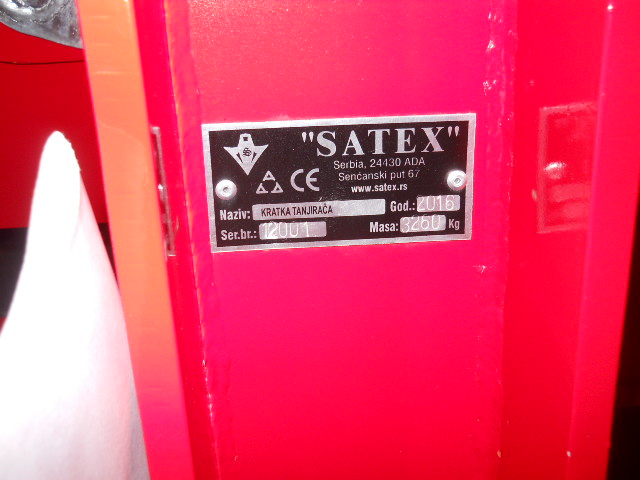 "SATEX"
Serbia, 24430 ADA
Senćanski put 67
www.satex.rs
Naziv: KRATKA TANJIRAČA God.: 2016
Ser.br.: 12001 Masa: 3260 Kg